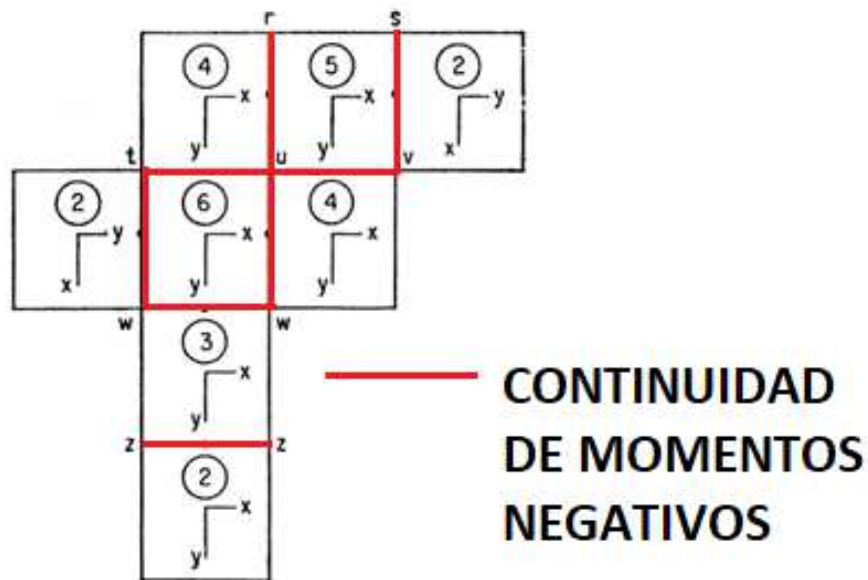 r s
4 5 2
x x y
y y x
t u v
2 6 4
y x x
x y y
w w
3
x
y
z z
2
x
y
CONTINUIDAD
DE MOMENTOS
NEGATIVOS